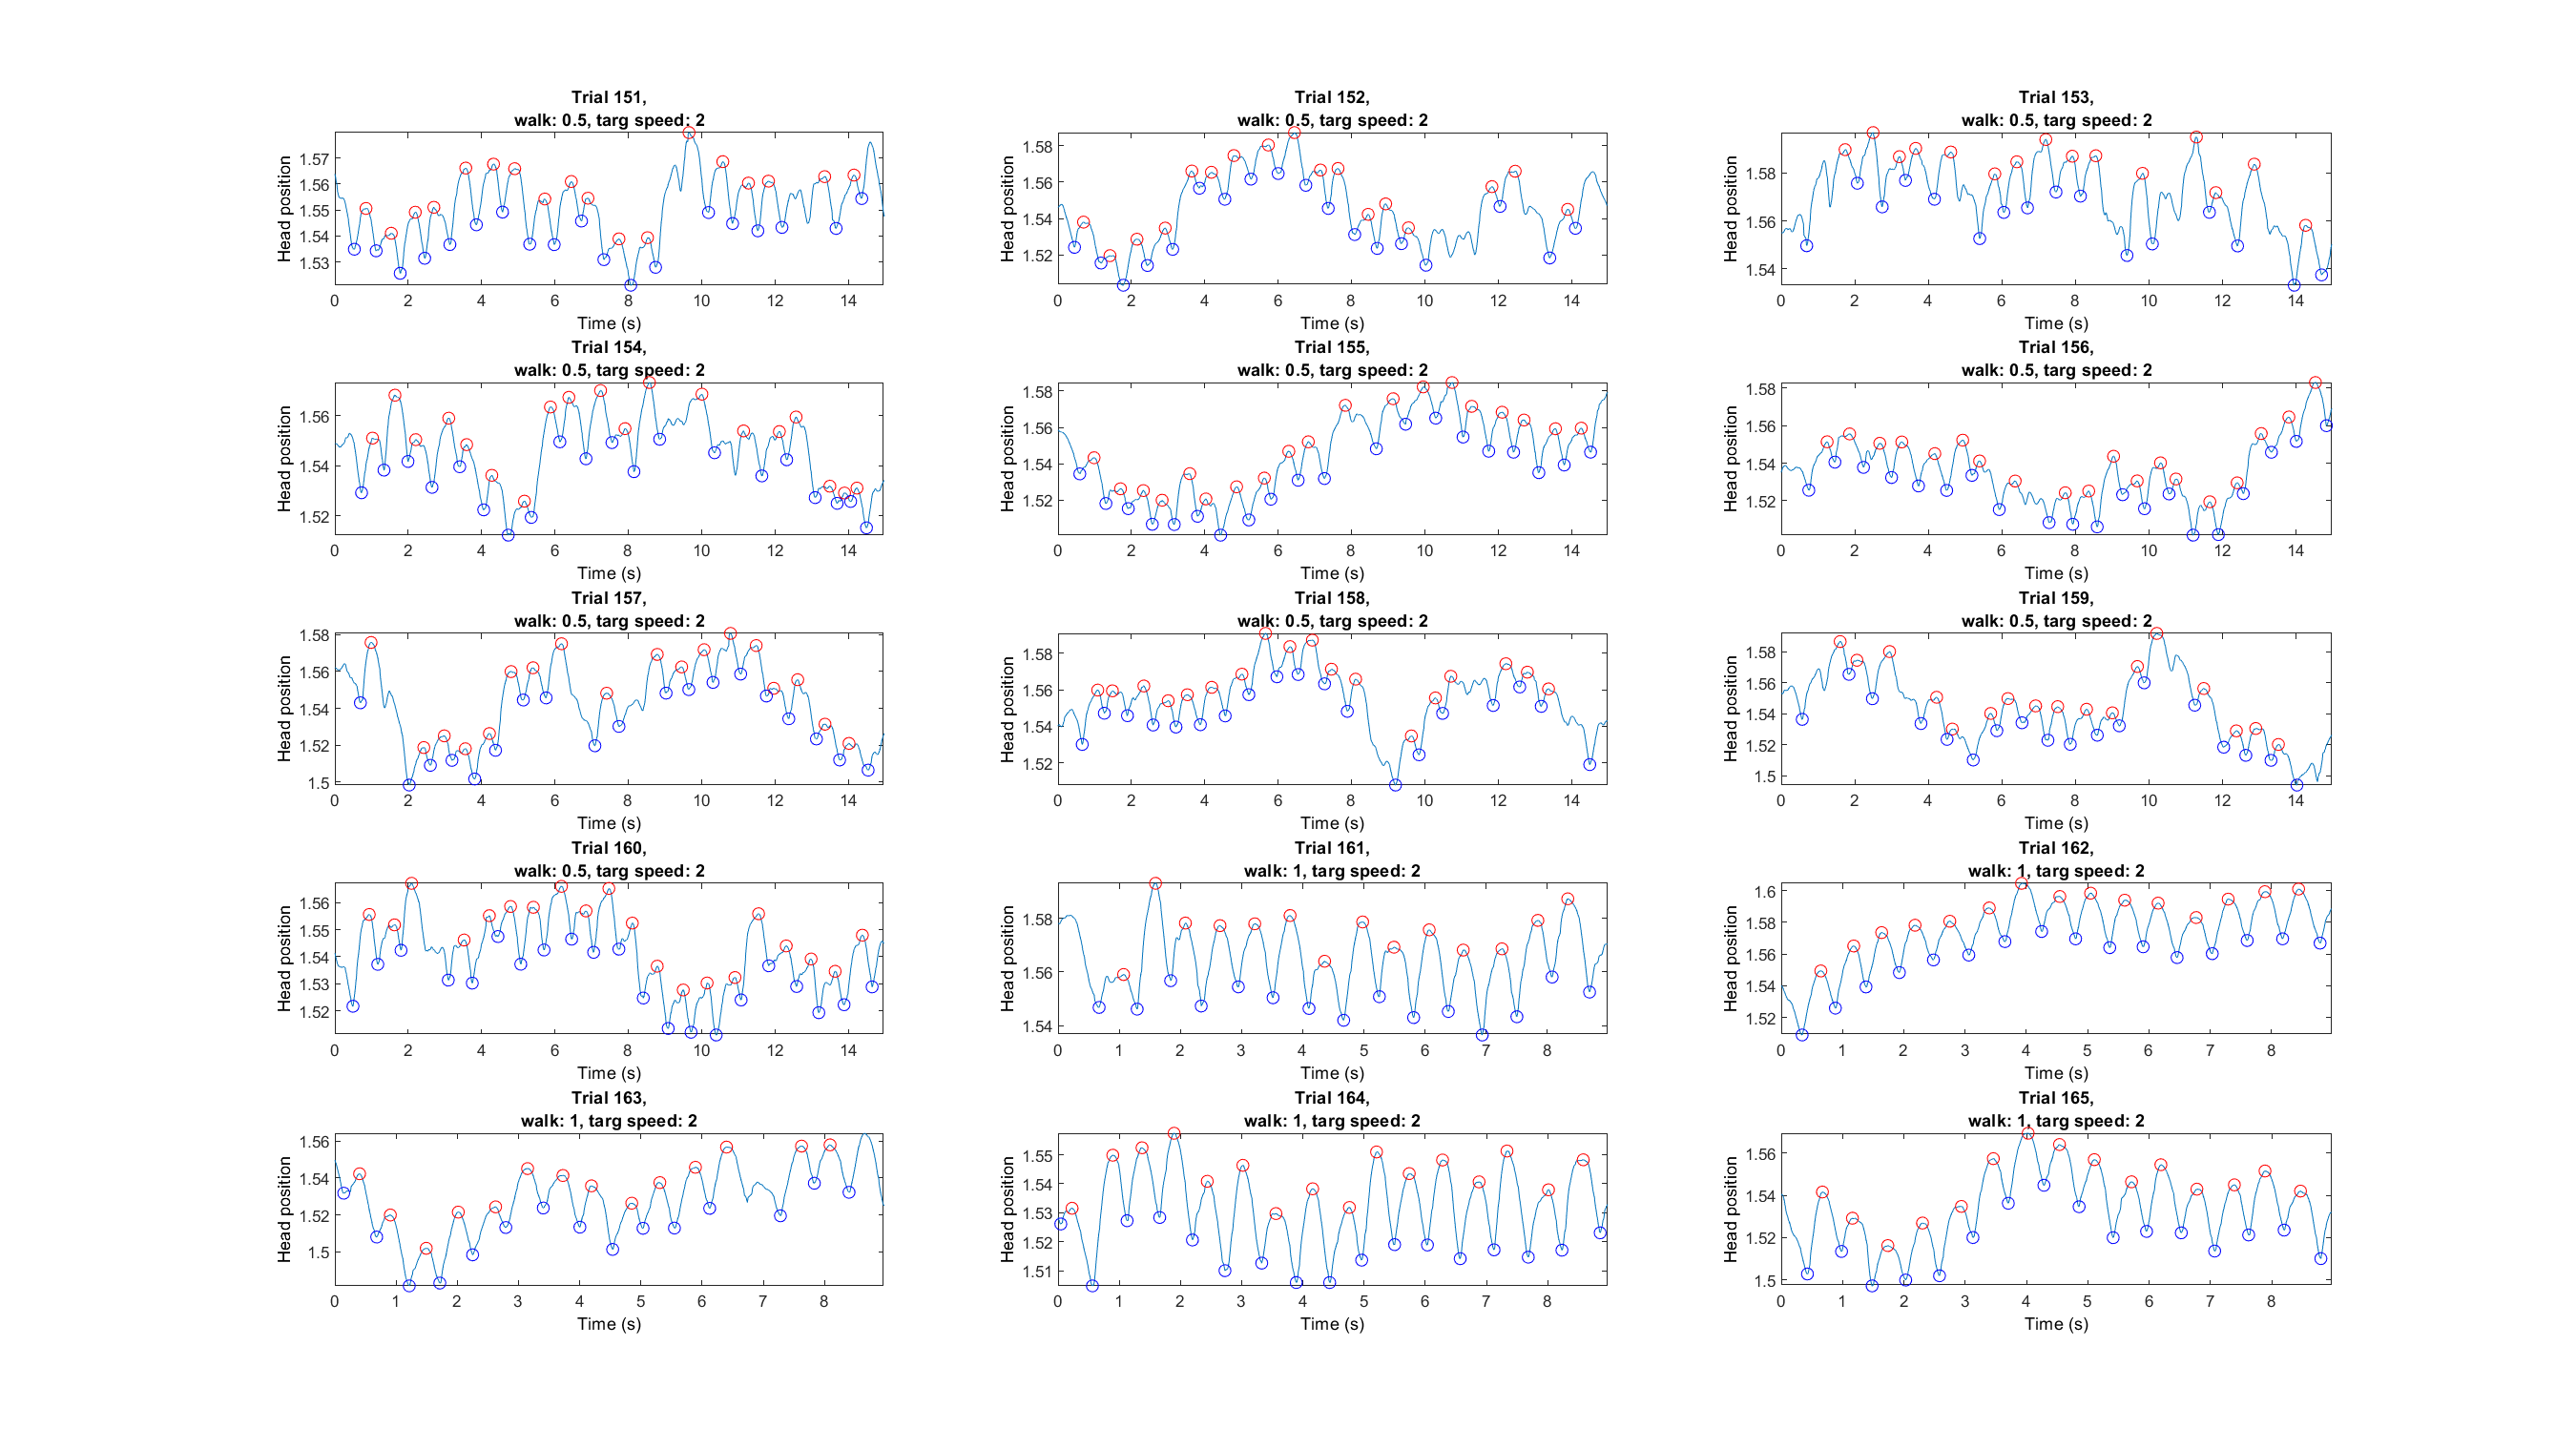 Trial 151,
walk: 0.5, targ speed: 2
Head position
1.57
1.56
1.55
1.54
1.53
0 2 4 6 8 10 12 14
Time (s)
Trial 152,
walk: 0.5, targ speed: 2
Head position
1.58
1.56
1.54
1.52
0 2 4 6 8 10 12 14
Time (s)
Trial 153,
walk: 0.5, targ speed: 2
Head position
1.58
1.56
1.54
0 2 4 6 8 10 12 14
Time (s)
Trial 154,
walk: 0.5, targ speed: 2
Head position
1.56
1.54
1.52
0 2 4 6 8 10 12 14
Time (s)
Trial 155,
walk: 0.5, targ speed: 2
Head position
1.58
1.56
1.54
1.52
0 2 4 6 8 10 12 14
Time (s)
Trial 156,
walk: 0.5, targ speed: 2
Head position
1.58
1.56
1.54
1.52
0 2 4 6 8 10 12 14
Time (s)
Trial 157,
walk: 0.5, targ speed: 2
Head position
1.58
1.56
1.54
1.52
1.5
0 2 4 6 8 10 12 14
Time (s)
Trial 158,
walk: 0.5, targ speed: 2
Head position
1.58
1.56
1.54
1.52
0 2 4 6 8 10 12 14
Time (s)
Trial 159,
walk: 0.5, targ speed: 2
Head position
1.58
1.56
1.54
1.52
1.5
0 2 4 6 8 10 12 14
Time (s)
Trial 160,
walk: 0.5, targ speed: 2
Head position
1.56
1.55
1.54
1.53
1.52
0 2 4 6 8 10 12 14
Time (s)
Trial 161,
walk: 1, targ speed: 2
Head position
1.58
1.56
1.54
0 1 2 3 4 5 6 7 8
Time (s)
Trial 162,
walk: 1, targ speed: 2
Head position
1.6
1.58
1.56
1.54
1.52
0 1 2 3 4 5 6 7 8
Time (s)
Trial 163,
walk: 1, targ speed: 2
Head position
1.56
1.54
1.52
1.5
0 1 2 3 4 5 6 7 8
Time (s)
Trial 164,
walk: 1, targ speed: 2
Head position
1.55
1.54
1.53
1.52
1.51
0 1 2 3 4 5 6 7 8
Time (s)
Trial 165,
walk: 1, targ speed: 2
Head position
1.56
1.54
1.52
1.5
0 1 2 3 4 5 6 7 8
Time (s)